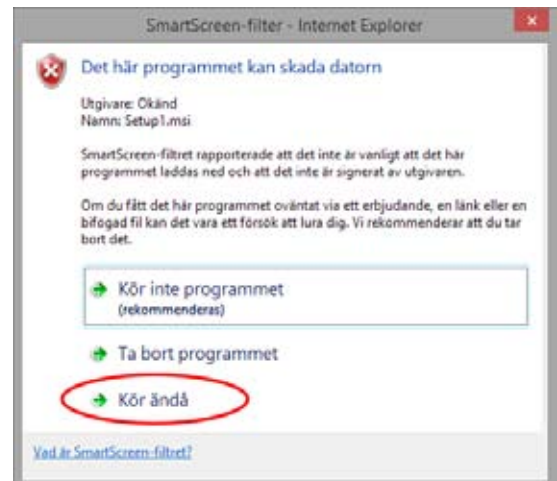 SmartScreen-filter - Internet Explorer
Det här programmet kan skada datorn
Utgivare: Okänd
Namn: Setup1.msi
SmartScreen-filtret rapporterade att det inte är vanligt att det här
programmet laddas ned och att det inte är signerat av utgivaren.
Om du fått det här programmet oväntat via ett erbjudande, en länk eller en
bifogad fil kan det vara ett försök att lura dig. Vi rekommenderar att du tar
bort det.
Kör inte programmet
(rekommenderas)
Ta bort programmet
Kör ändå
Vad är SmartScreen-filtret?